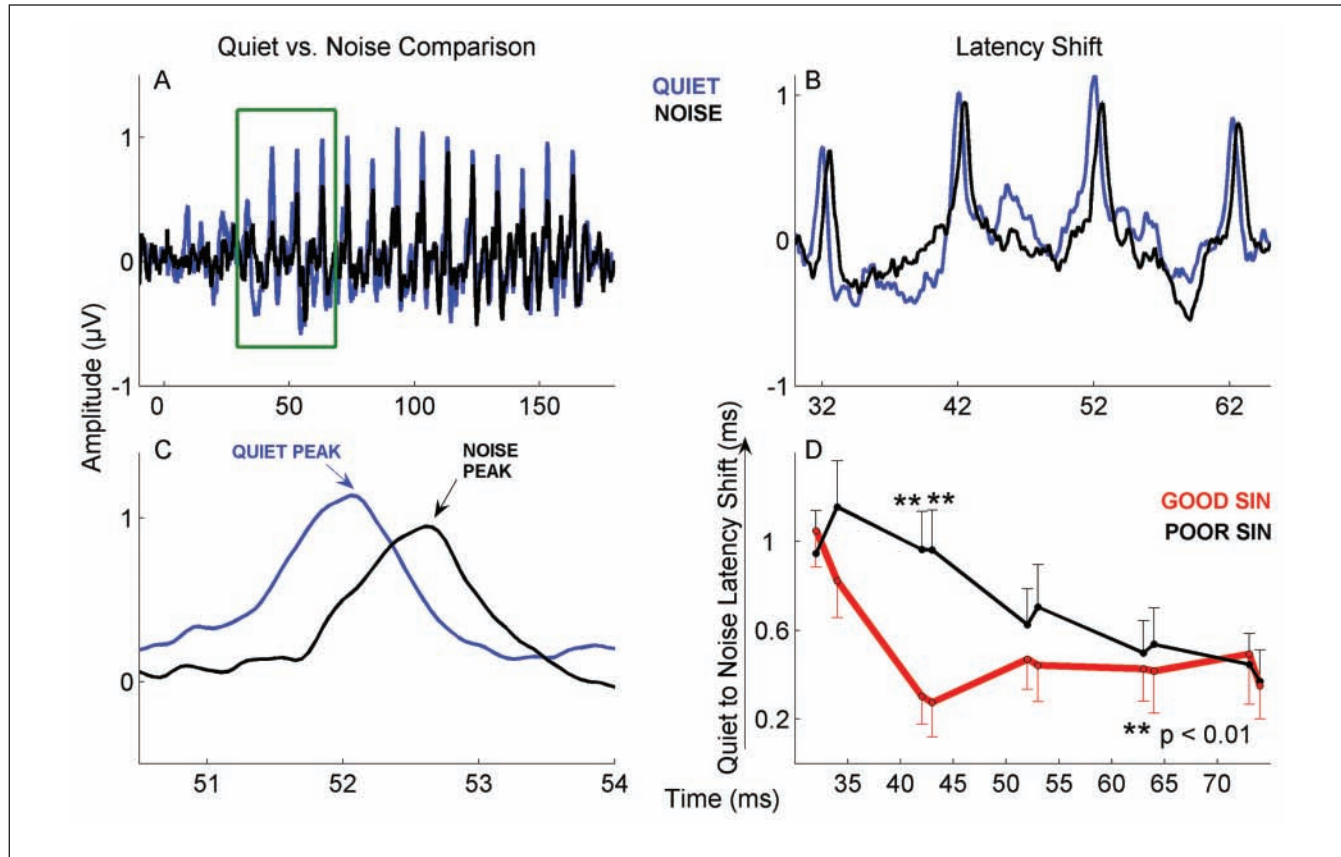 Quiet vs. Noise Comparison
Latency Shift
A
QUIET
NOISE
B
1
0
-1
0 50 100 150
1
0
-1
32 42 52 62
Amplitude (µV)
C
QUIET PEAK
NOISE
PEAK
1
0
51 52 53 54
Quiet to Noise Latency Shift (ms)
D
** **
GOOD SIN
POOR SIN
1
0.6
0.2
** p < 0.01
35 40 45 50 55 60 65 70
Time (ms)